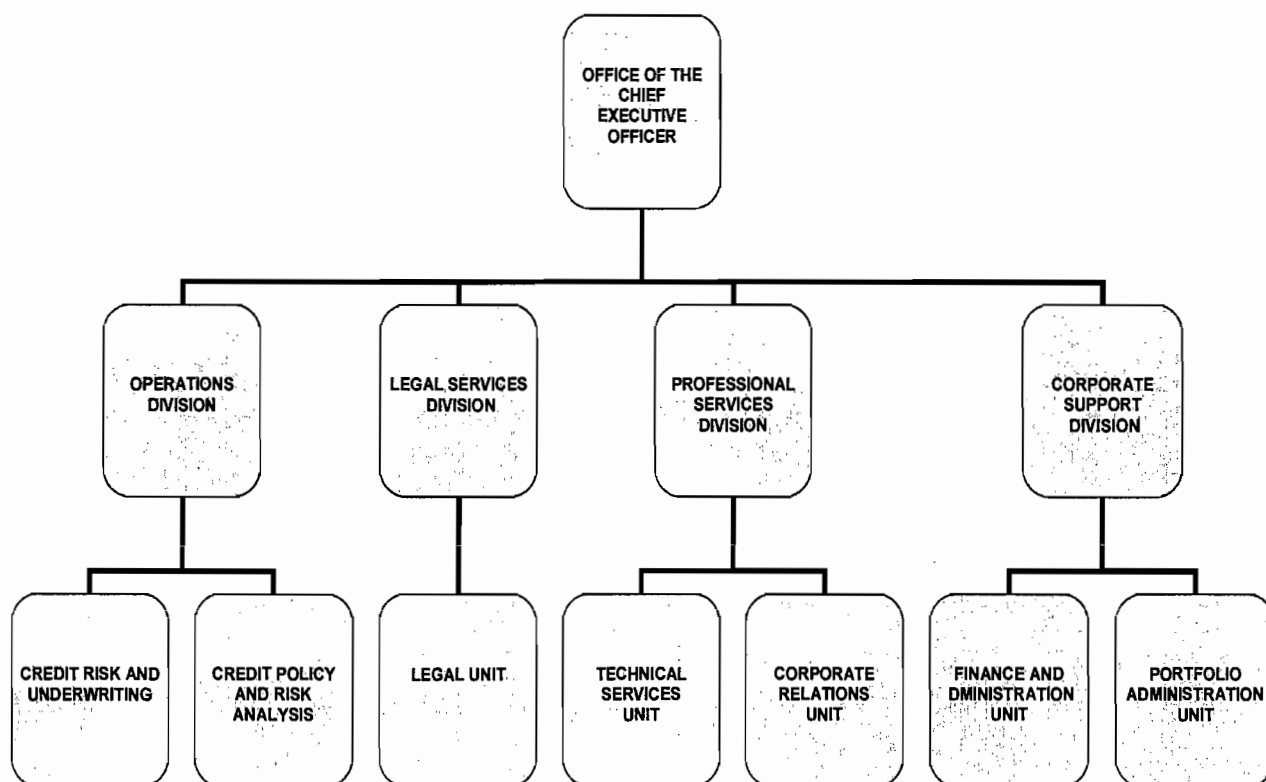 OFFICE OF THE
CHIEF
EXECUTIVE
OFFICER
OPERATIONS
DIVISION
LEGAL SERVICES
DIVISION
PROFESSIONAL
SERVICES
DIVISION
CORPORATE
SUPPORT
DIVISION
CREDIT RISK AND
UNDERWRITING
CREDIT POLICY
AND RISK
ANALYSIS
LEGAL UNIT
TECHNICAL
SERVICES
UNIT
CORPORATE
RELATIONS
UNIT
FINANCE AND
DMINISTRATION
UNIT
PORTFOLIO
ADMINISTRATION
UNIT